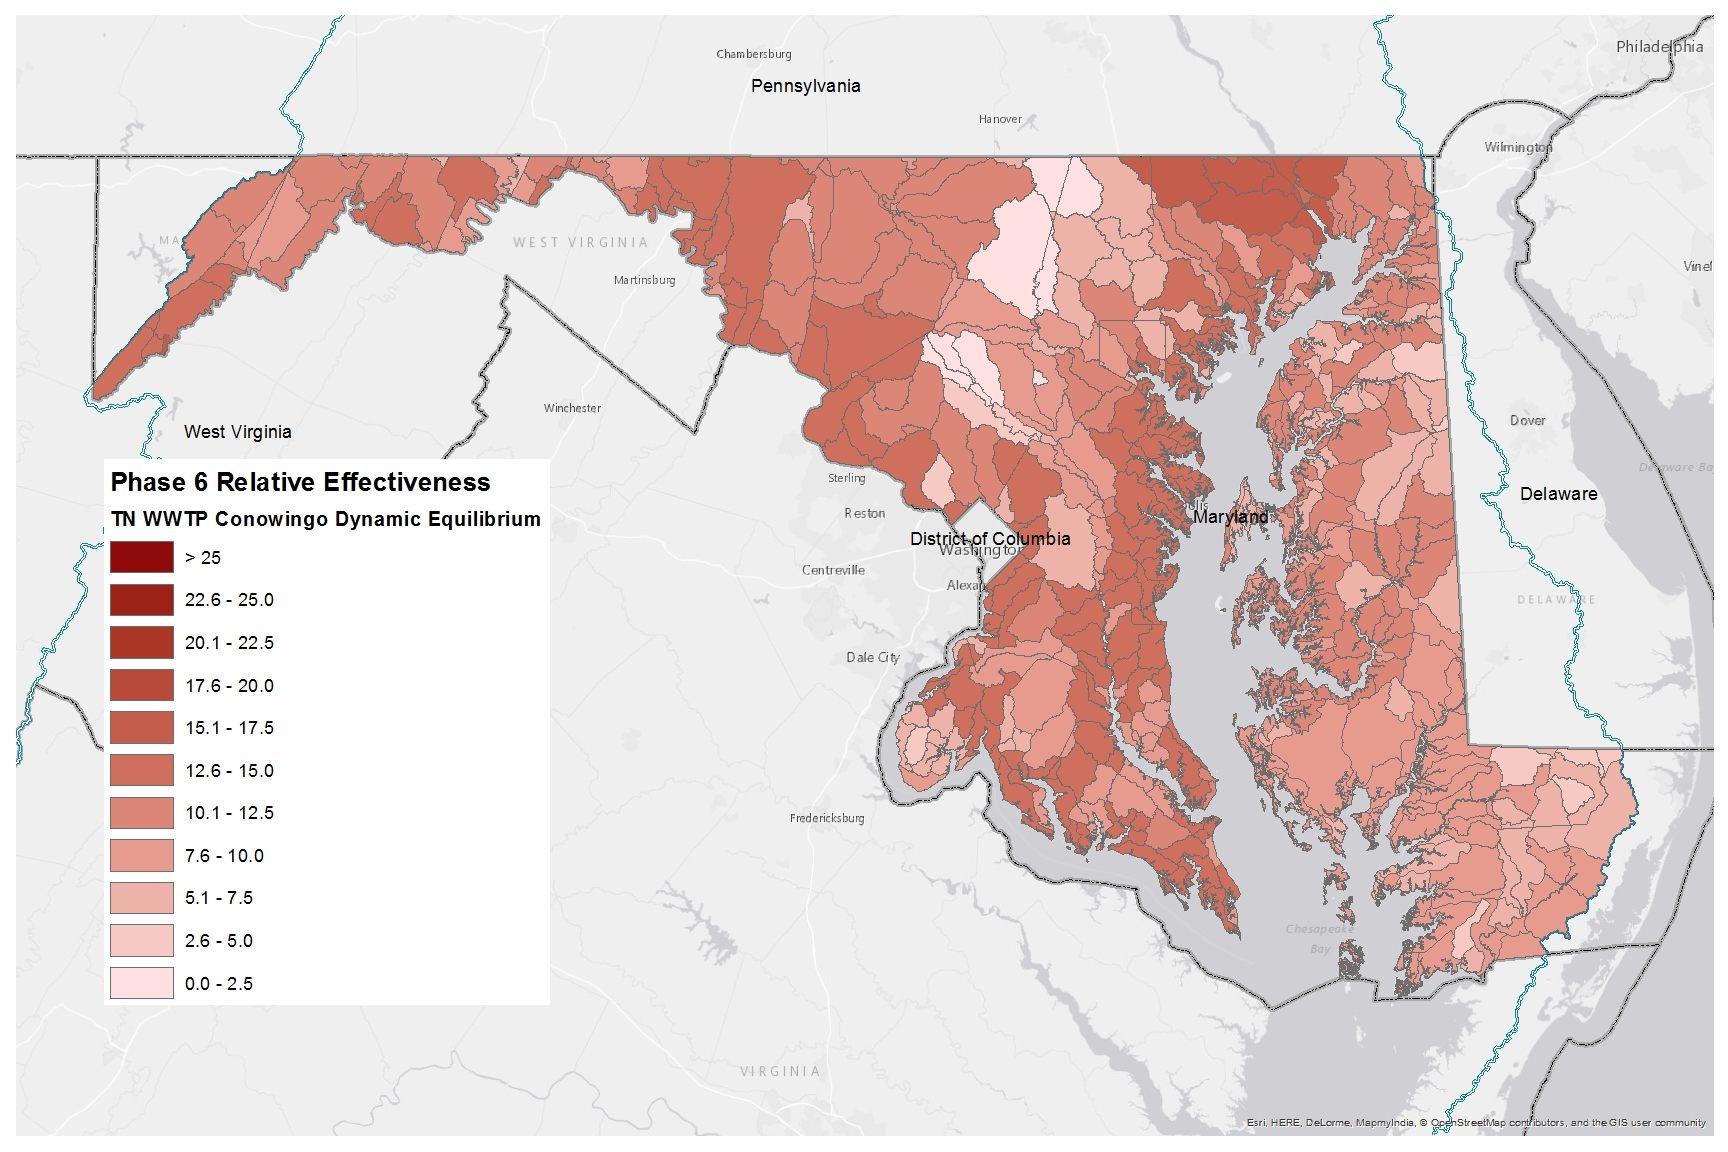 Philadelphia
Chambersburg
Pennsylvania
Hanover
Wilmington
MA
WEST VIRGINIA
Martinsburg
Vinel
Winchester
West Virginia
Dover
Delaware Ba
Phase 6 Relative Effectiveness
TN WWTP Conowingo Dynamic Equilibrium
> 25
22.6 - 25.0
20.1 - 22.5
17.6 - 20.0
15.1 - 17.5
12.6 - 15.0
10.1 - 12.5
7.6 - 10.0
5.1 - 7.5
2.6 - 5.0
0.0 - 2.5
Sterling
Delaware
Reston
Maryland
District of Columbia
Washington
Centreville
Alexan
DELAWARE
Dale City
Fredericksburg
Chesapeake
Bay
VIRGINIA
Esri, HERE, DeLorme, MapmyIndia, © OpenStreetMap contributors, and the GIS user community